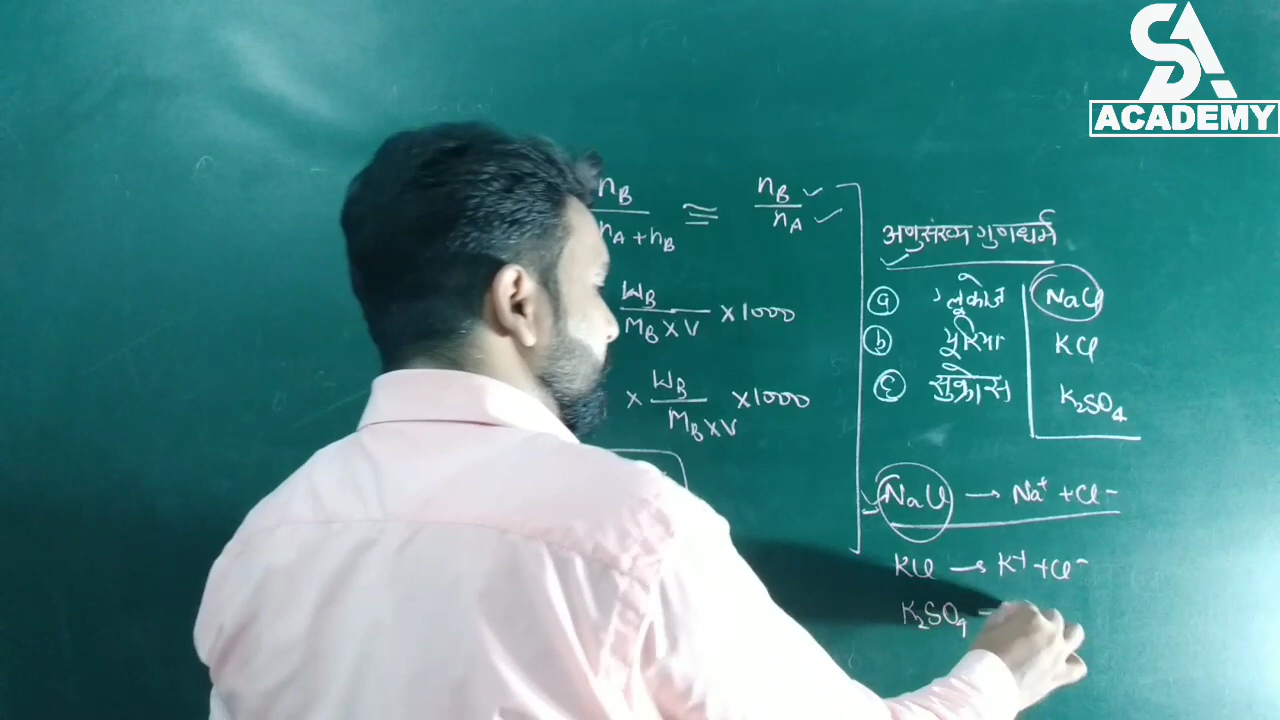 SA
ACADEMY
nB / nA + nB ≅ nB / nA
WB / MB × V × 1000
× WB / MB × V × 1000
अणुसंख्य गुणधर्म
(a) ग्लूकोज NaCl
(b) यूरिया KCl
(c) सुक्रोस K₂SO₄
NaCl → Na⁺ + Cl⁻
KCl → K⁺ + Cl⁻
K₂SO₄